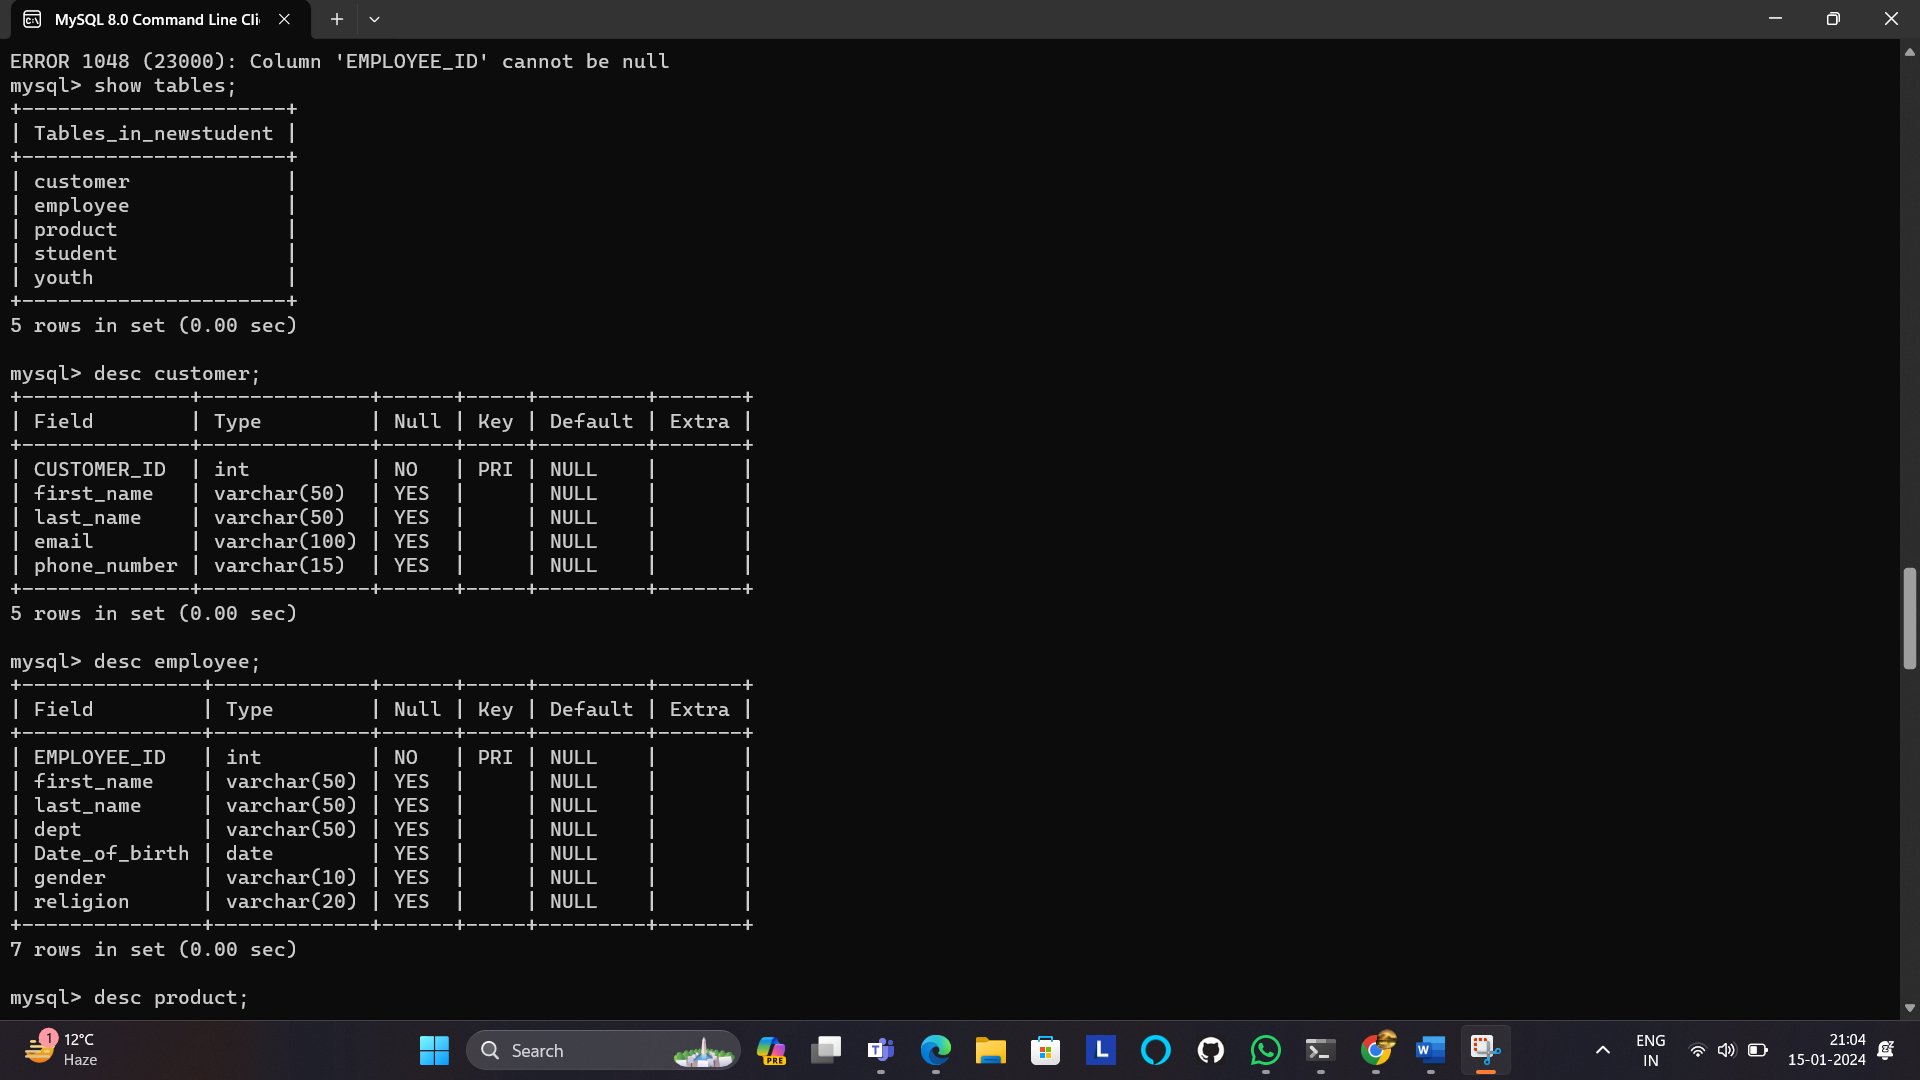 MySQL 8.0 Command Line Cli
ERROR 1048 (23000): Column 'EMPLOYEE_ID' cannot be null
mysql> show tables;
+----------------------+
| Tables_in_newstudent |
+----------------------+
| customer             |
| employee             |
| product              |
| student              |
| youth                |
+----------------------+
5 rows in set (0.00 sec)

mysql> desc customer;
+--------------+--------------+------+-----+---------+-------+
| Field        | Type         | Null | Key | Default | Extra |
+--------------+--------------+------+-----+---------+-------+
| CUSTOMER_ID  | int          | NO   | PRI | NULL    |       |
| first_name   | varchar(50)  | YES  |     | NULL    |       |
| last_name    | varchar(50)  | YES  |     | NULL    |       |
| email        | varchar(100) | YES  |     | NULL    |       |
| phone_number | varchar(15)  | YES  |     | NULL    |       |
+--------------+--------------+------+-----+---------+-------+
5 rows in set (0.00 sec)

mysql> desc employee;
+---------------+-------------+------+-----+---------+-------+
| Field         | Type        | Null | Key | Default | Extra |
+---------------+-------------+------+-----+---------+-------+
| EMPLOYEE_ID   | int         | NO   | PRI | NULL    |       |
| first_name    | varchar(50) | YES  |     | NULL    |       |
| last_name     | varchar(50) | YES  |     | NULL    |       |
| dept          | varchar(50) | YES  |     | NULL    |       |
| Date_of_birth | date        | YES  |     | NULL    |       |
| gender        | varchar(10) | YES  |     | NULL    |       |
| religion      | varchar(20) | YES  |     | NULL    |       |
+---------------+-------------+------+-----+---------+-------+
7 rows in set (0.00 sec)

mysql> desc product;
1
12°C
Haze
Search
PRE
L
ENG
IN
21:04
15-01-2024